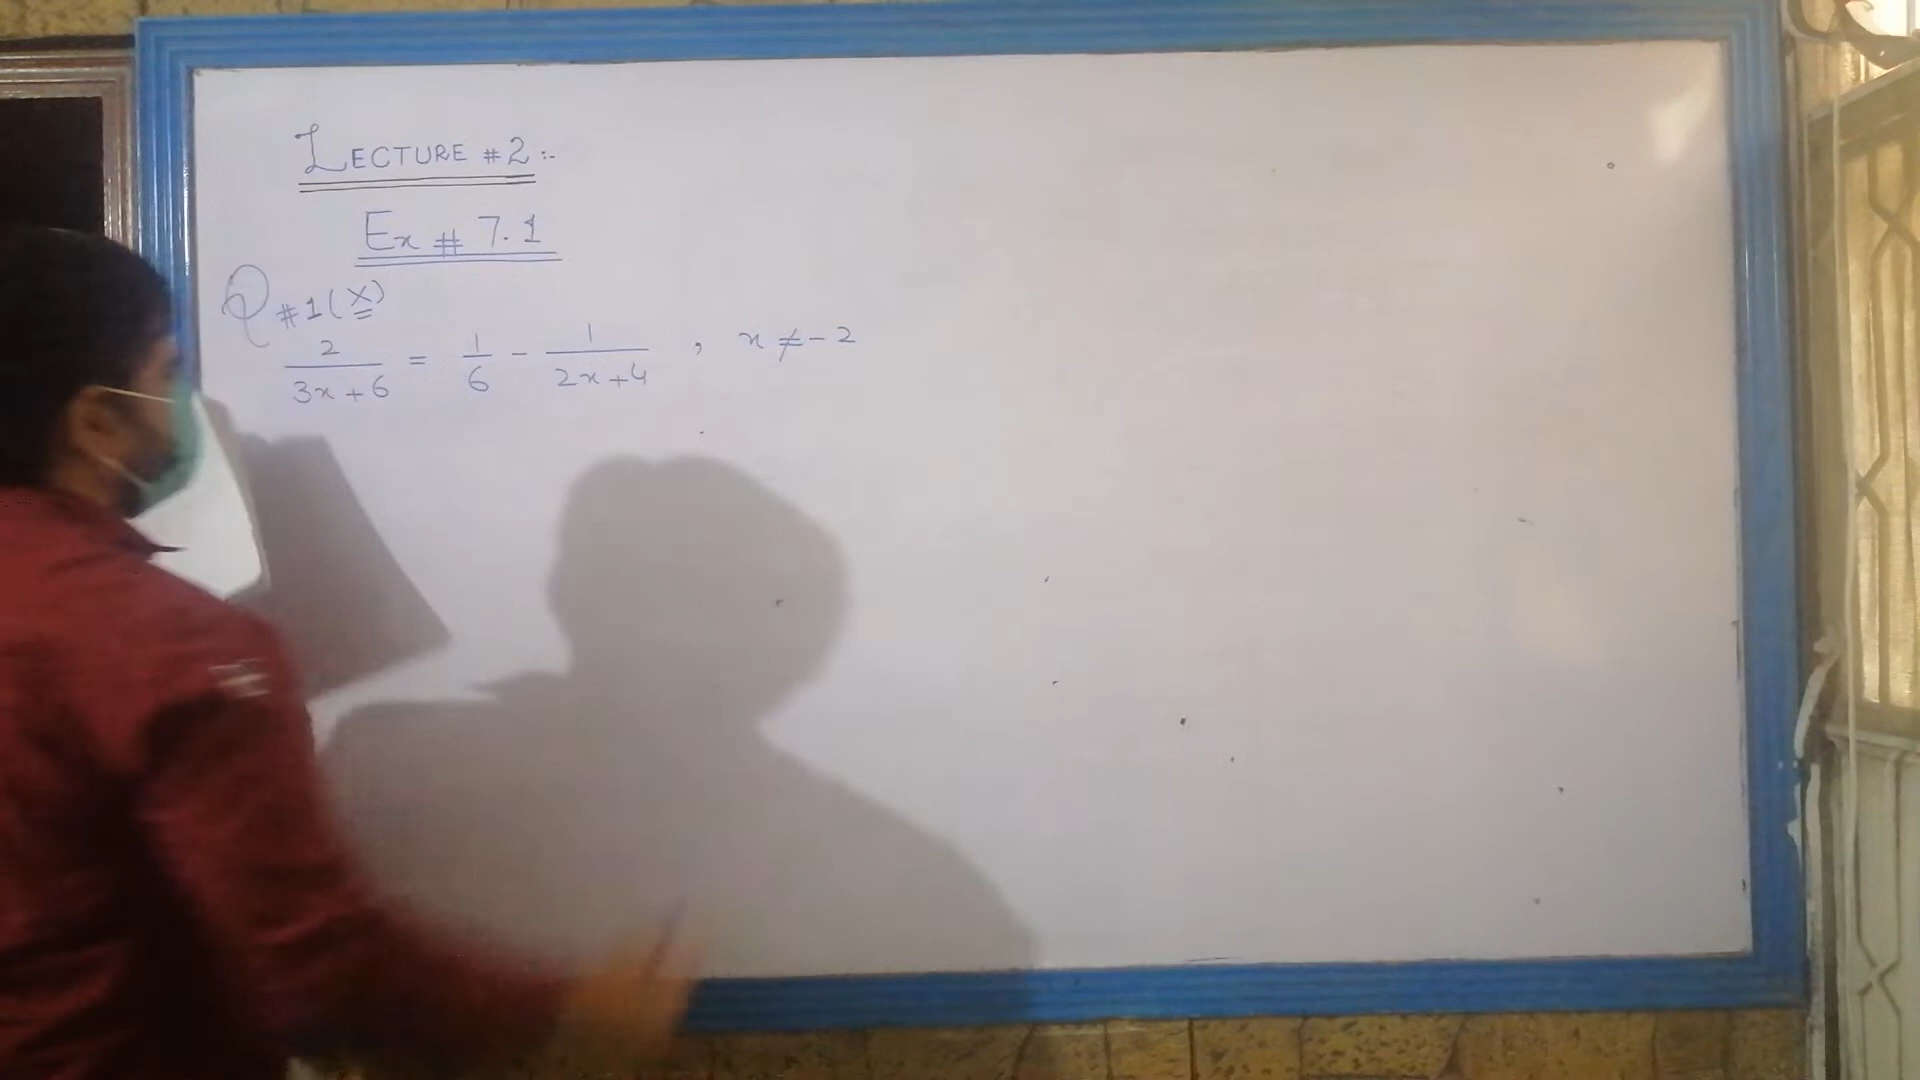 LECTURE #2:-
Ex # 7.1
Q#1(x)
2/(3x+6) = 1/6 - 1/(2x+4) , x ≠ -2